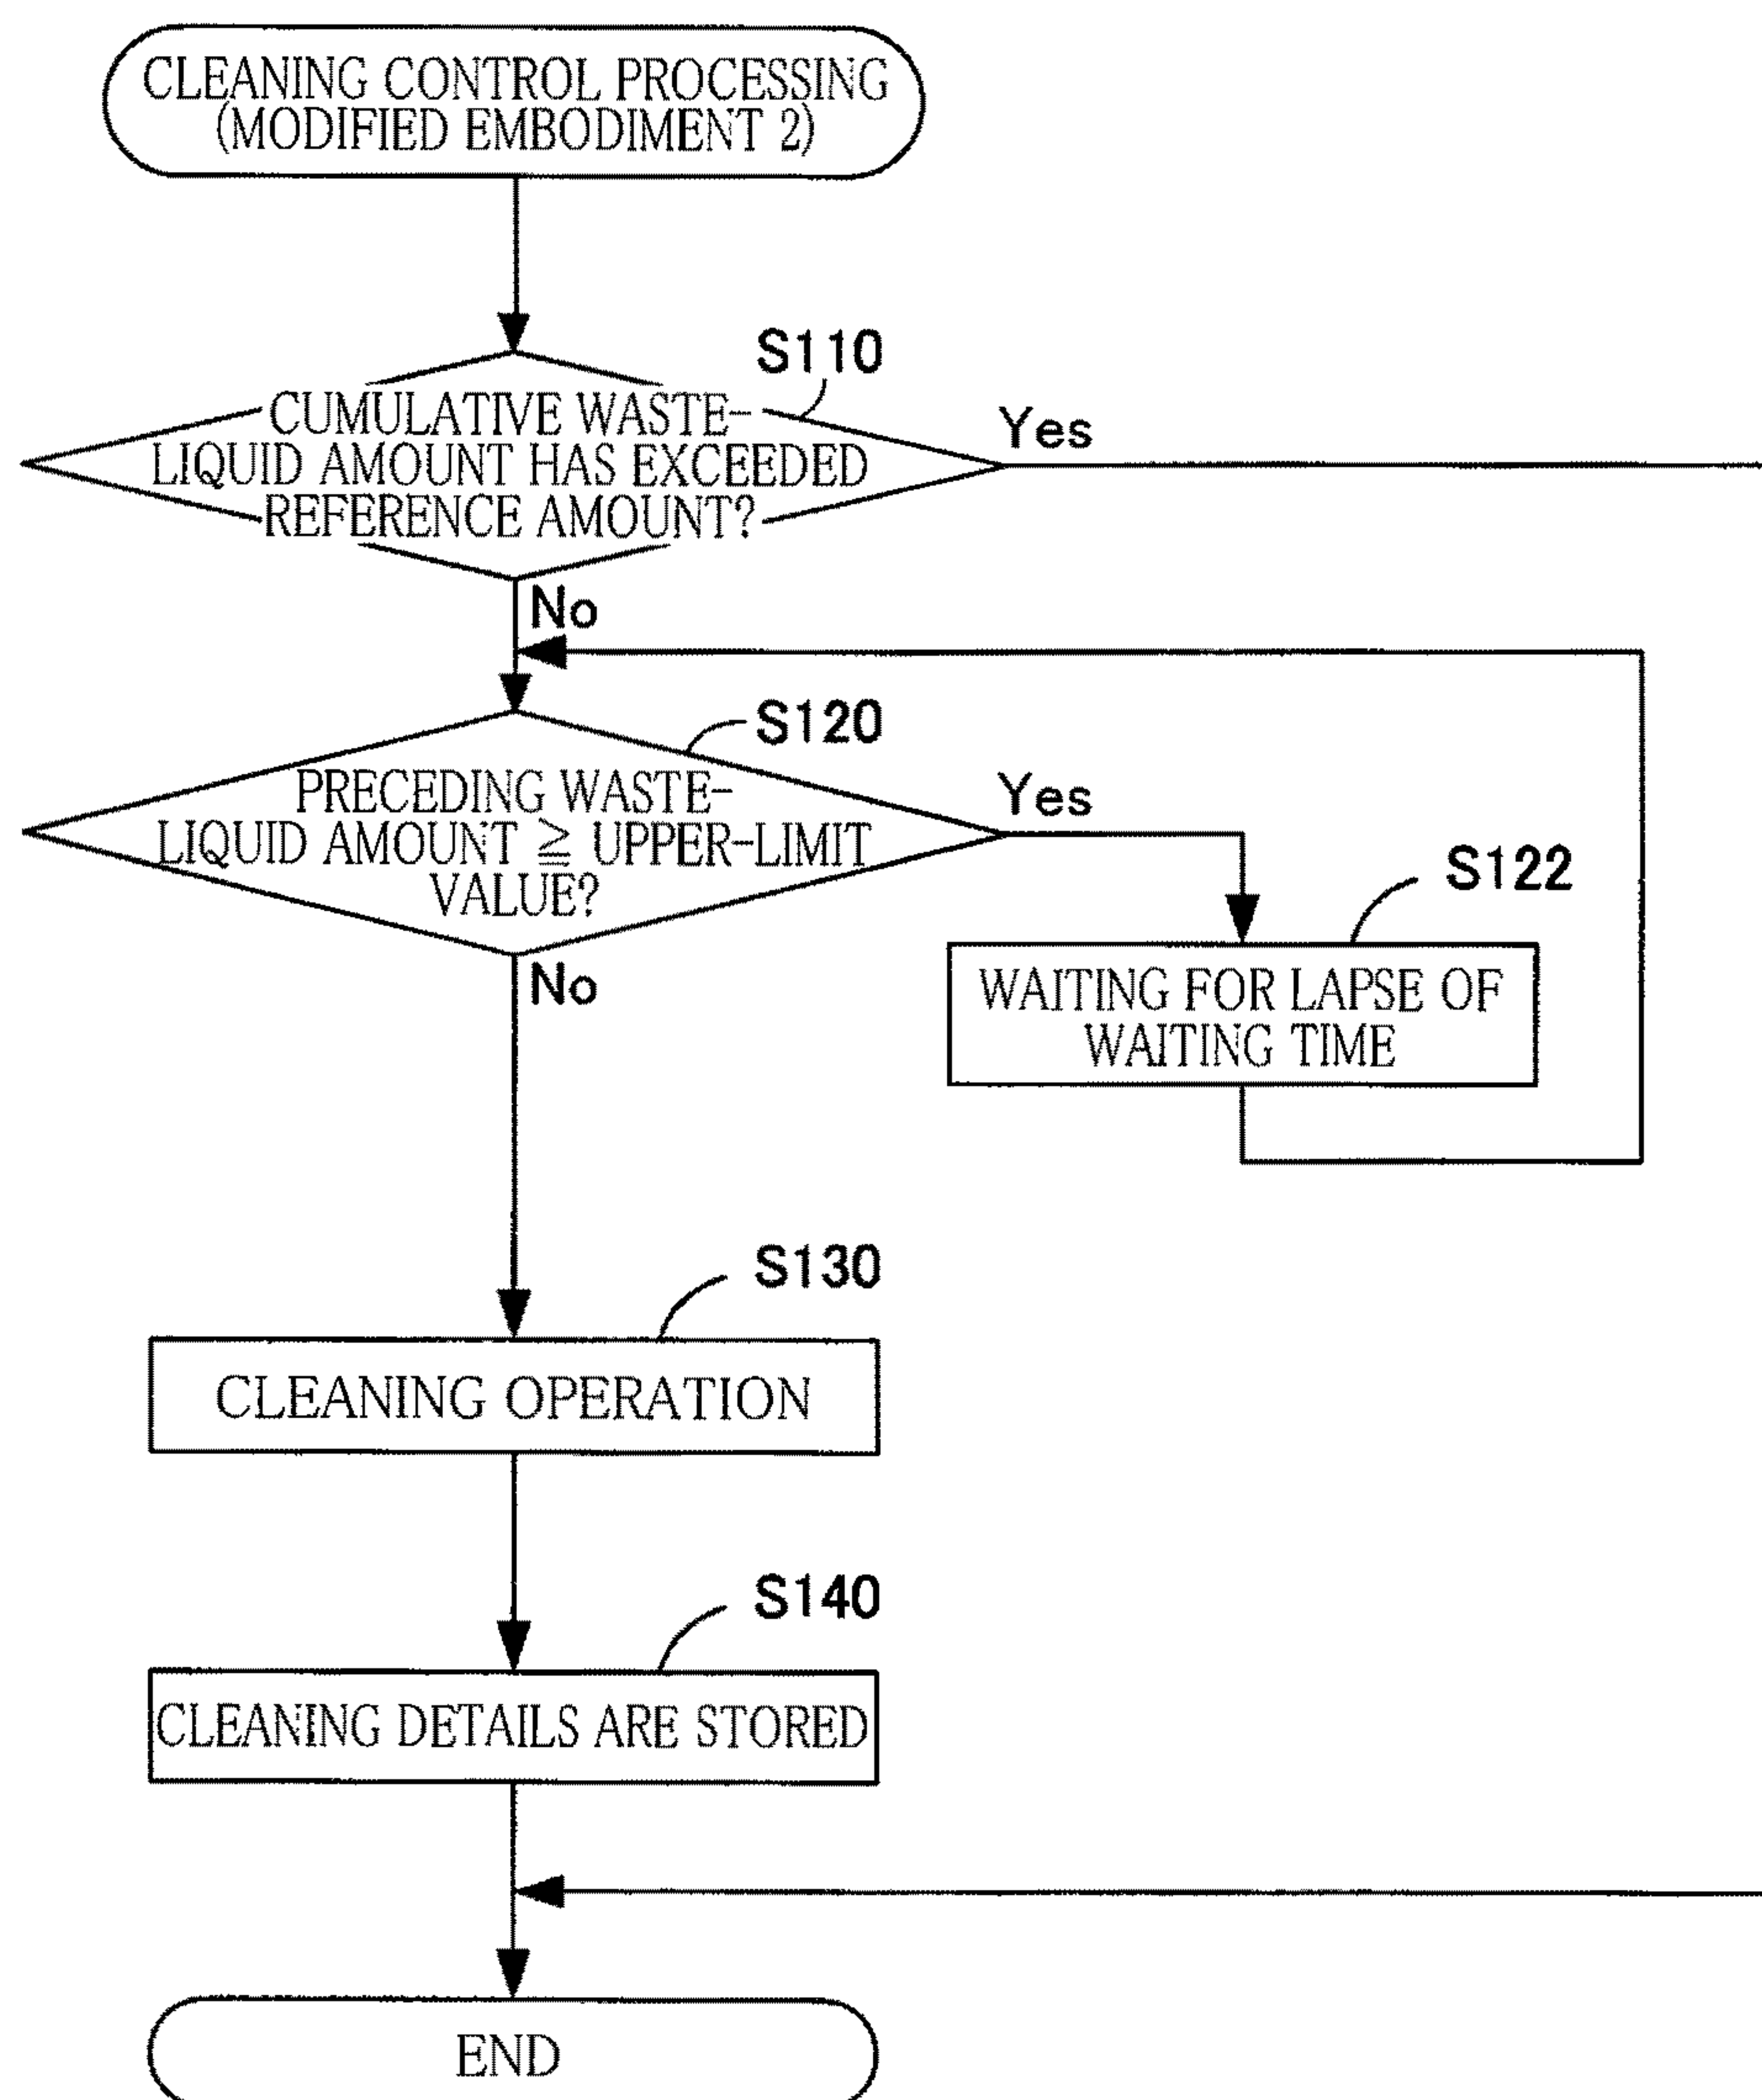 CLEANING CONTROL PROCESSING
(MODIFIED EMBODIMENT 2)
S110
CUMULATIVE WASTE-
LIQUID AMOUNT HAS EXCEEDED
REFERENCE AMOUNT?
Yes
No
S120
PRECEDING WASTE-
LIQUID AMOUNT ≧ UPPER-LIMIT
VALUE?
Yes
S122
WAITING FOR LAPSE OF
WAITING TIME
No
S130
CLEANING OPERATION
S140
CLEANING DETAILS ARE STORED
END